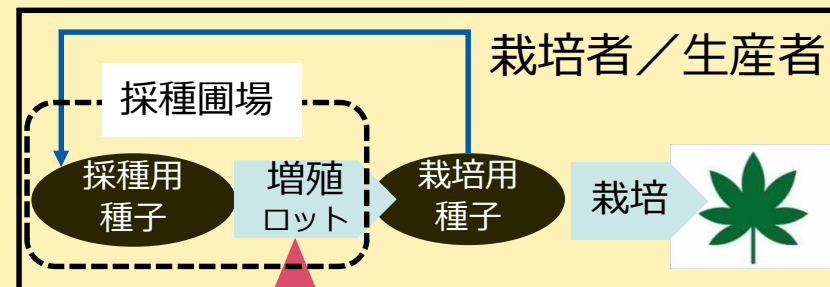 栽培者／生産者
採種圃場
採種用
種子
増殖
ロット
栽培用
種子
栽培